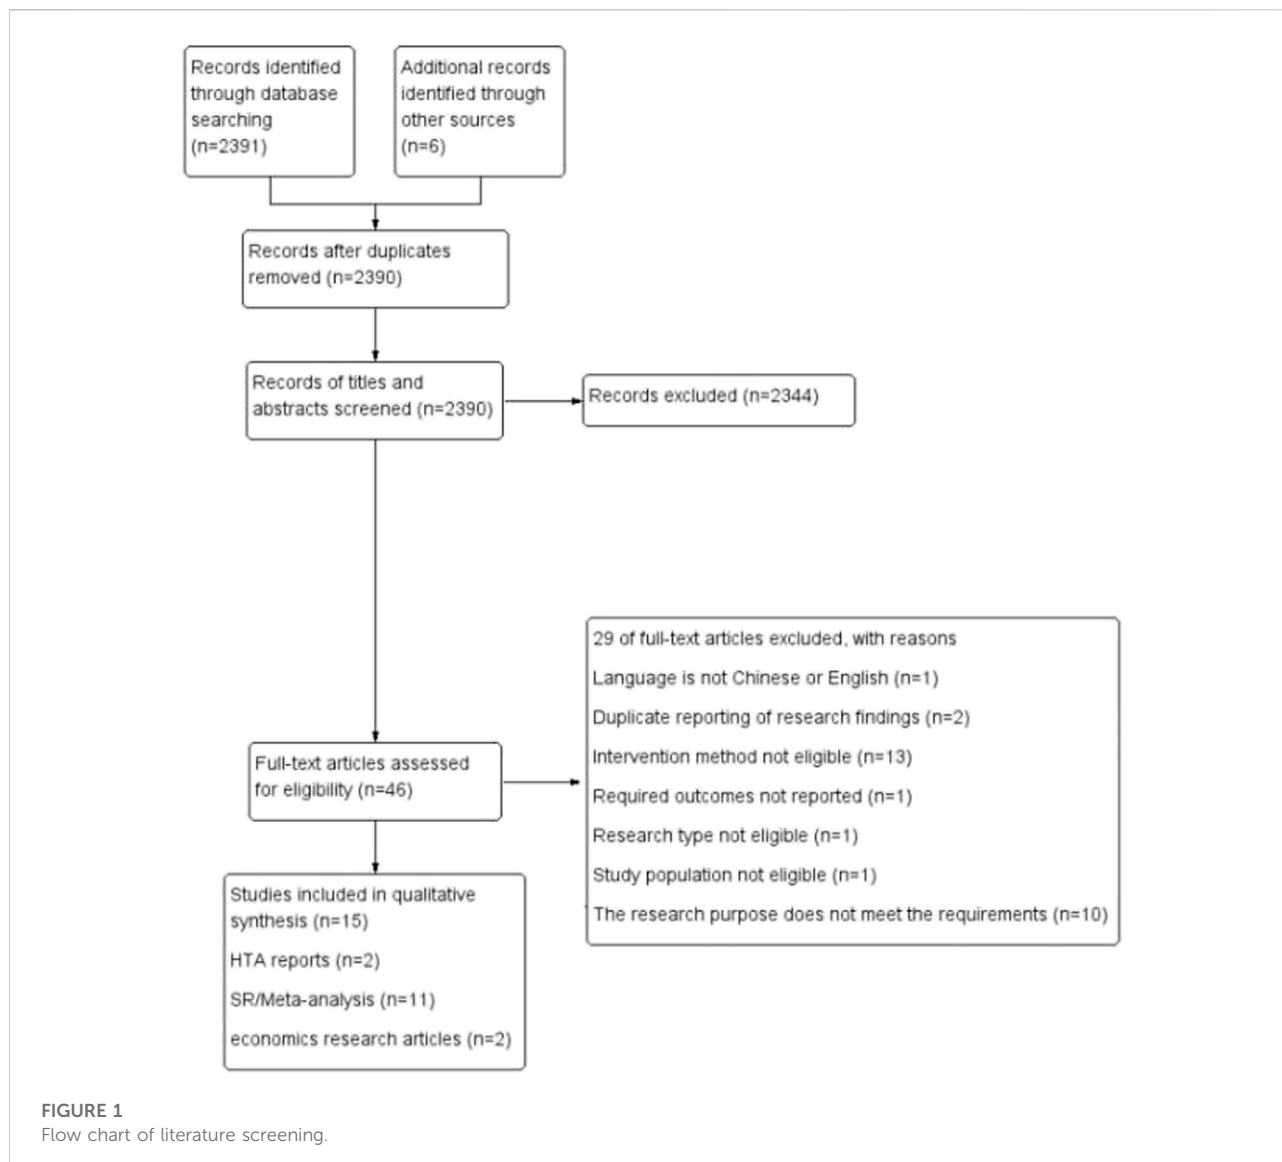 Records identified
through database
searching
(n=2391)
Additional records
identified through
other sources
(n=6)
Records after duplicates
removed (n=2390)
Records of titles and
abstracts screened (n=2390)
Records excluded (n=2344)
29 of full-text articles excluded, with reasons
Language is not Chinese or English (n=1)
Duplicate reporting of research findings (n=2)
Intervention method not eligible (n=13)
Required outcomes not reported (n=1)
Research type not eligible (n=1)
Study population not eligible (n=1)
The research purpose does not meet the requirements (n=10)
Full-text articles assessed
for eligibility (n=46)
Studies included in qualitative
synthesis (n=15)
HTA reports (n=2)
SR/Meta-analysis (n=11)
economics research articles (n=2)
FIGURE 1
Flow chart of literature screening.